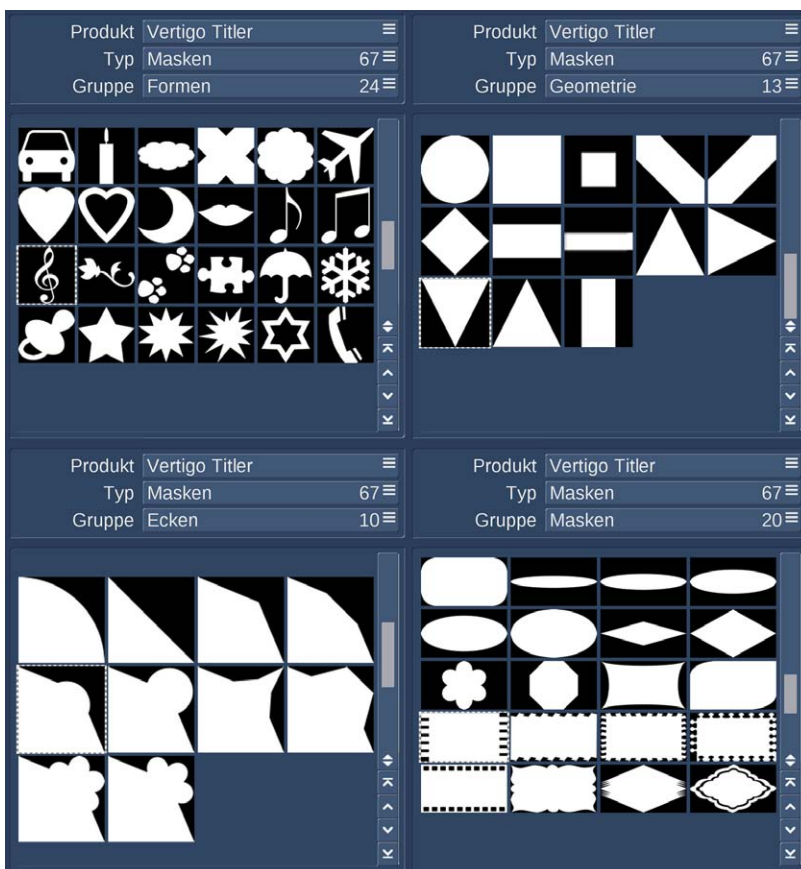 Produkt Vertigo Titler
Typ Masken 67
Gruppe Formen 24
Produkt Vertigo Titler
Typ Masken 67
Gruppe Geometrie 13
Produkt Vertigo Titler
Typ Masken 67
Gruppe Ecken 10
Produkt Vertigo Titler
Typ Masken 67
Gruppe Masken 20